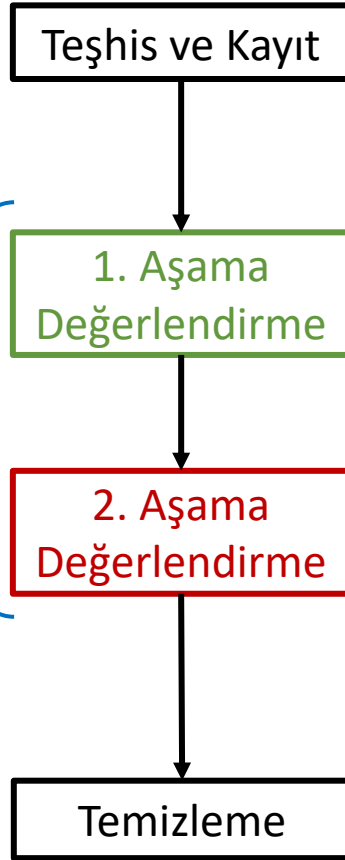 Teşhis ve Kayıt
1. Aşama
Değerlendirme
2. Aşama
Değerlendirme
Temizleme